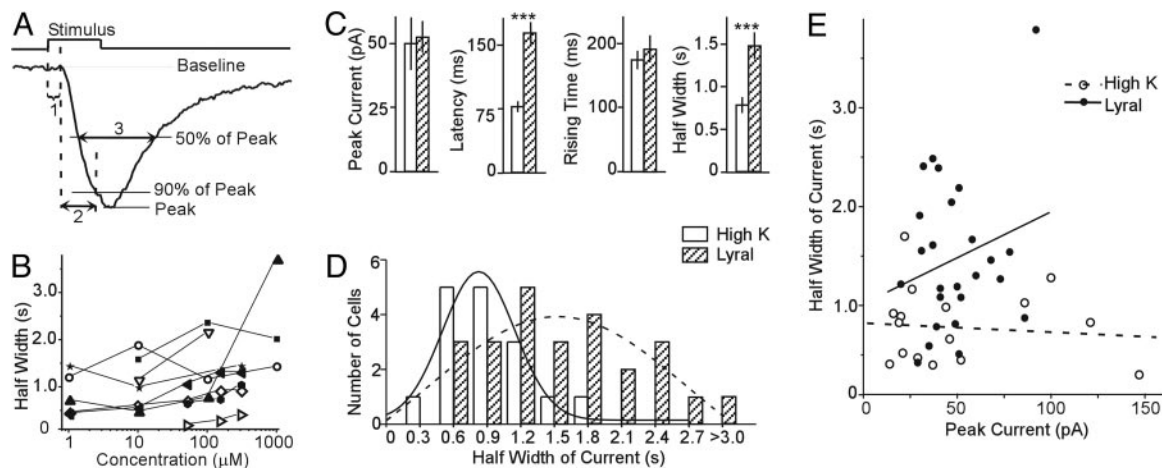 A
Stimulus
Baseline
1
3
50% of Peak
90% of Peak
2
Peak
B
Half Width (s)
3.0
2.0
1.0
0.0
1 10 100 1000
Concentration (μM)
C
Peak Current (pA)
50
25
0
Latency (ms)
150
75
0
***
Rising Time (ms)
200
100
0
Half Width (s)
1.5
1.0
0.5
0
***
High K
Lyral
D
Number of Cells
6
4
2
0
0 0.3 0.6 0.9 1.2 1.5 1.8 2.1 2.4 2.7 >3.0
Half Width of Current (s)
E
High K
Lyral
Half Width of Current (s)
3.0
2.0
1.0
0
0 50 100 150
Peak Current (pA)